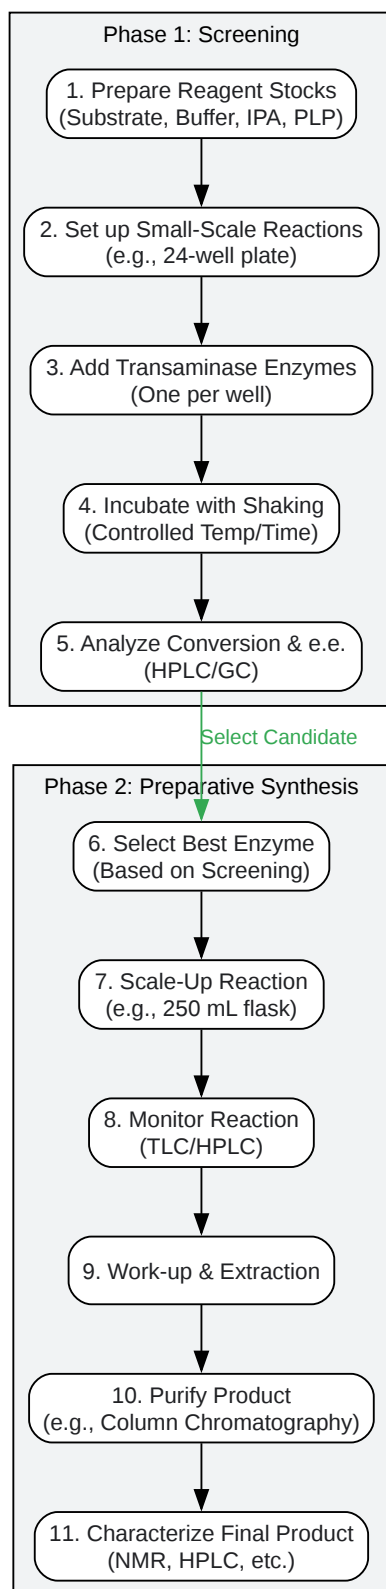 Phase 1: Screening
1. Prepare Reagent Stocks
(Substrate, Buffer, IPA, PLP)
2. Set up Small-Scale Reactions
(e.g., 24-well plate)
3. Add Transaminase Enzymes
(One per well)
4. Incubate with Shaking
(Controlled Temp/Time)
5. Analyze Conversion & e.e.
(HPLC/GC)
Select Candidate
Phase 2: Preparative Synthesis
6. Select Best Enzyme
(Based on Screening)
7. Scale-Up Reaction
(e.g., 250 mL flask)
8. Monitor Reaction
(TLC/HPLC)
9. Work-up & Extraction
10. Purify Product
(e.g., Column Chromatography)
11. Characterize Final Product
(NMR, HPLC, etc.)